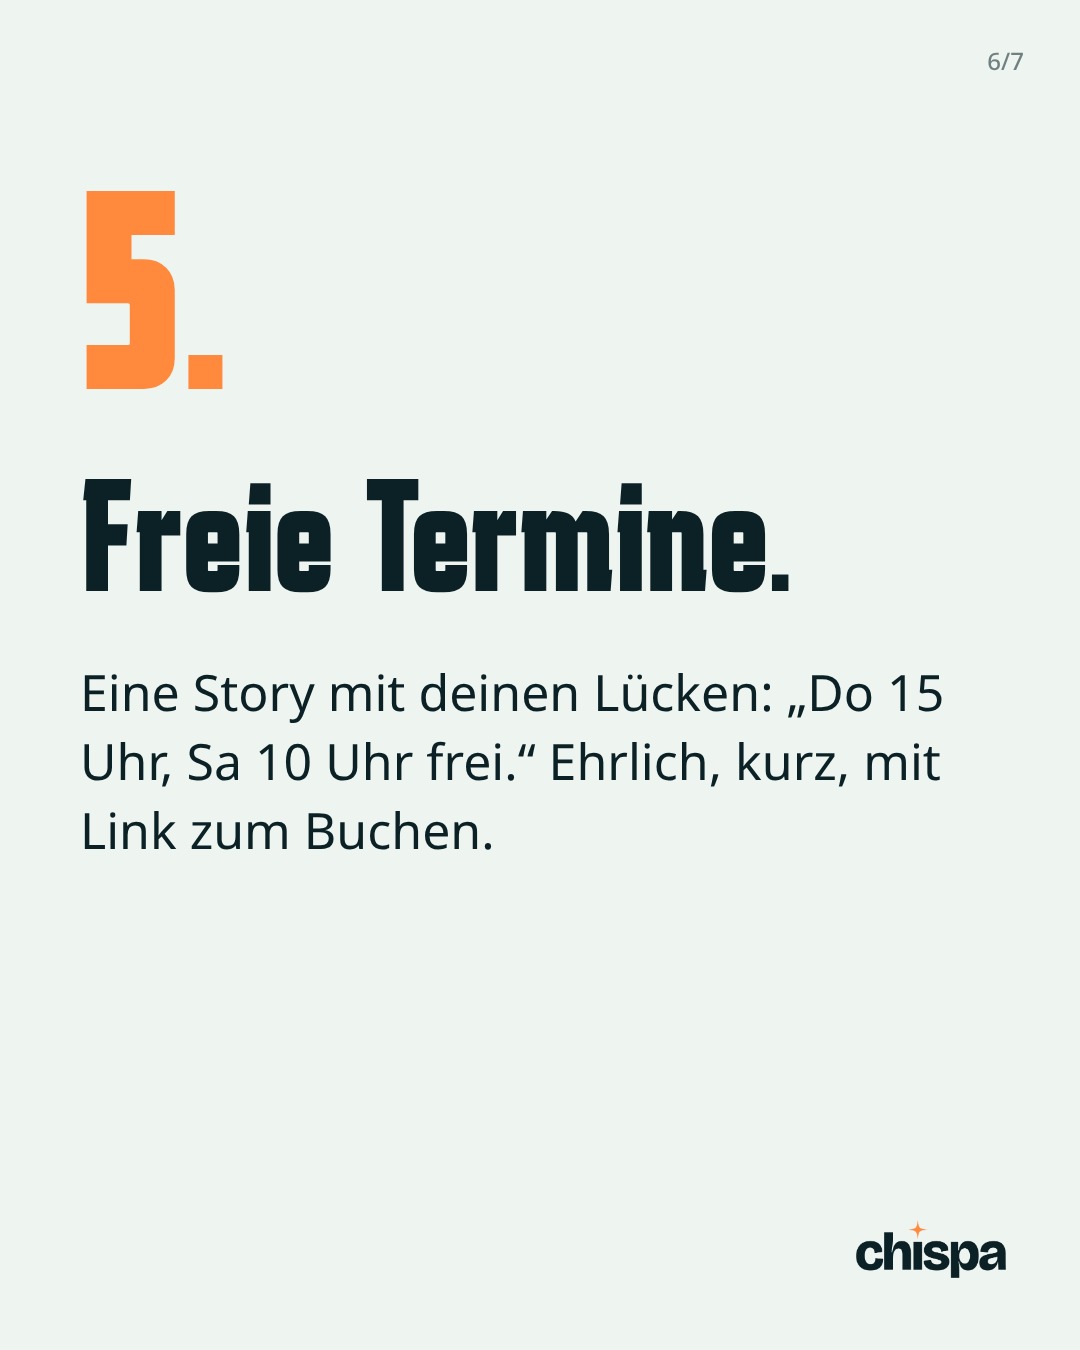 6/7
5.
Freie Termine.
Eine Story mit deinen Lücken: „Do 15
Uhr, Sa 10 Uhr frei.“ Ehrlich, kurz, mit
Link zum Buchen.
chispa